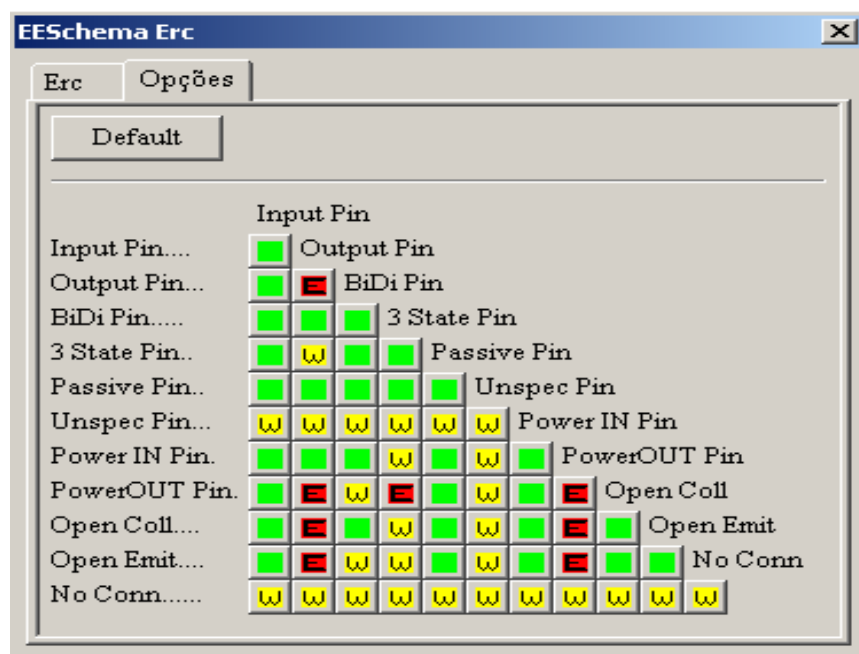 EESchema Erc
Erc Opções
Default
Input Pin
Input Pin.... Output Pin
Output Pin... E BiDi Pin
BiDi Pin..... 3 State Pin
3 State Pin.. W Passive Pin
Passive Pin.. Unspec Pin
Unspec Pin... W W W W W W Power IN Pin
Power IN Pin. W W PowerOUT Pin
PowerOUT Pin. E W E W E Open Coll
Open Coll.... E W W E Open Emit
Open Emit.... E W W W E No Conn
No Conn...... W W W W W W W W W W W